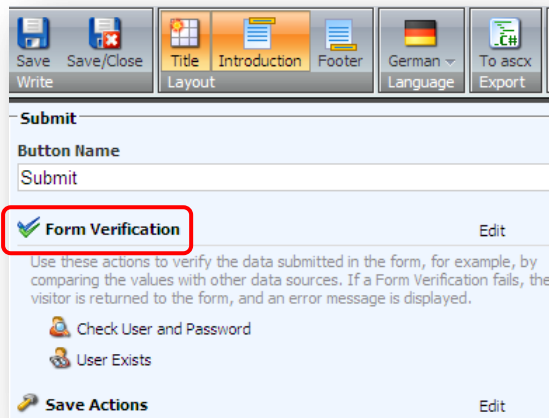 C#
Save Save/Close Title Introduction Footer German To ascx
Write Layout Language Export
Submit
Button Name
Submit
Form Verification Edit
Use these actions to verify the data submitted in the form, for example, by
comparing the values with other data sources. If a Form Verification fails, the
visitor is returned to the form, and an error message is displayed.
Check User and Password
User Exists
Save Actions Edit